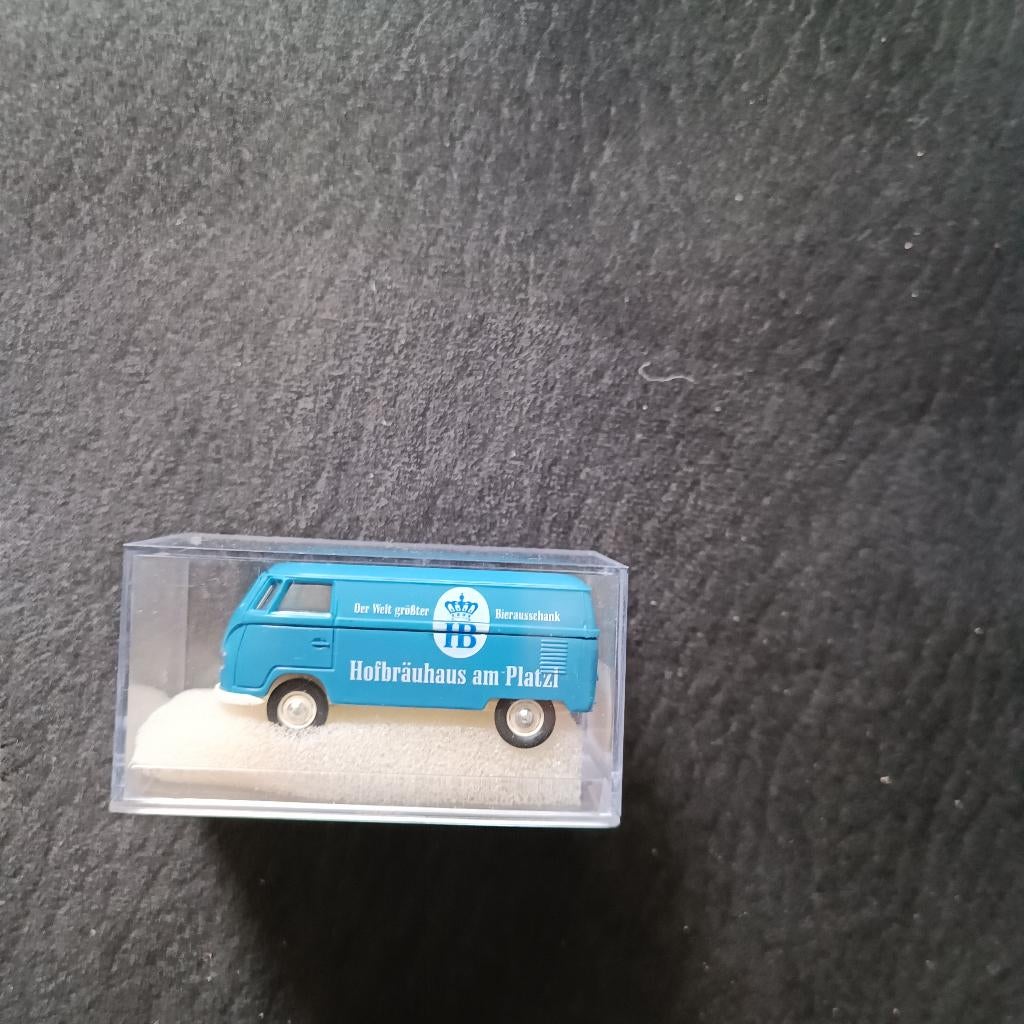 Der Welt größter HB Bierausschank
Hofbräuhaus am Platzl